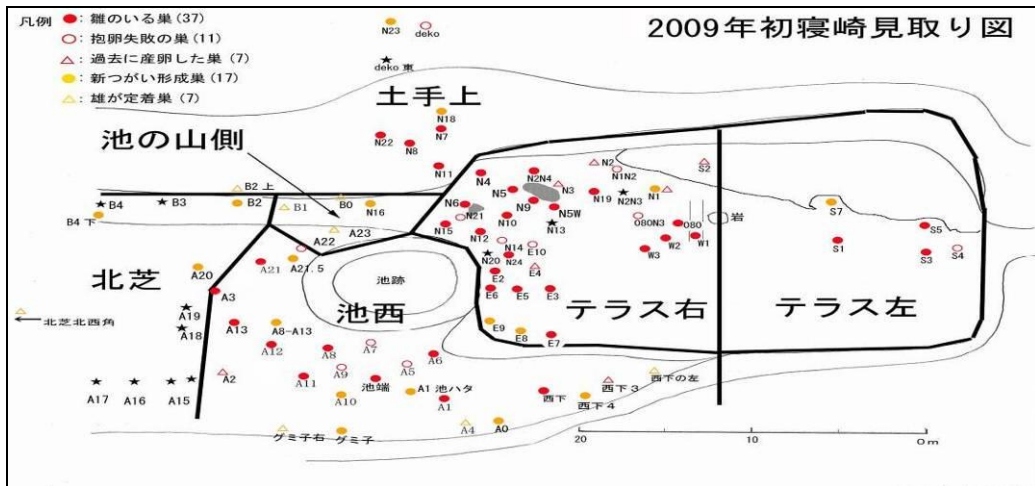 2009年初寝崎見取り図
凡例
●: 雛のいる巣(37)
○: 抱卵失敗の巣(11)
△: 過去に産卵した巣(7)
●: 新つがい形成巣(17)
△: 雄が定着巣(7)
N23
deko
★
deko 東
土手上
N18
N22
N7
N8
N11
池の山側
B2 上
★B4
★B3
B2
B1
B0
N16
B4 下
A22
A23
N4
N2N4
N2
N1N2
S2
N5
N3
N19
★
N2N3
N1
N6
N21
N9
N5W
S7
N15
N10
★
N13
080N3
080
岩
N12
W2
W1
S5
S1
N14
E10
★
N20
N24
W3
S3
S4
北芝
A20
A21
A21.5
池跡
E2
E4
E6
E5
E3
テラス右
テラス左
A3
池西
★
A19
★
A18
← 北芝北西角
A13
A8-A13
E9
E8
E7
A12
A8
A7
A6
A2
A11
A9
A5
西下の左
★
A17
★
A16
★
A15
★
池端
A10
A1 池ハタ
A1
西下
西下 3
西下 4
グミ子右
グミ子
A4
A0
20
10
0m